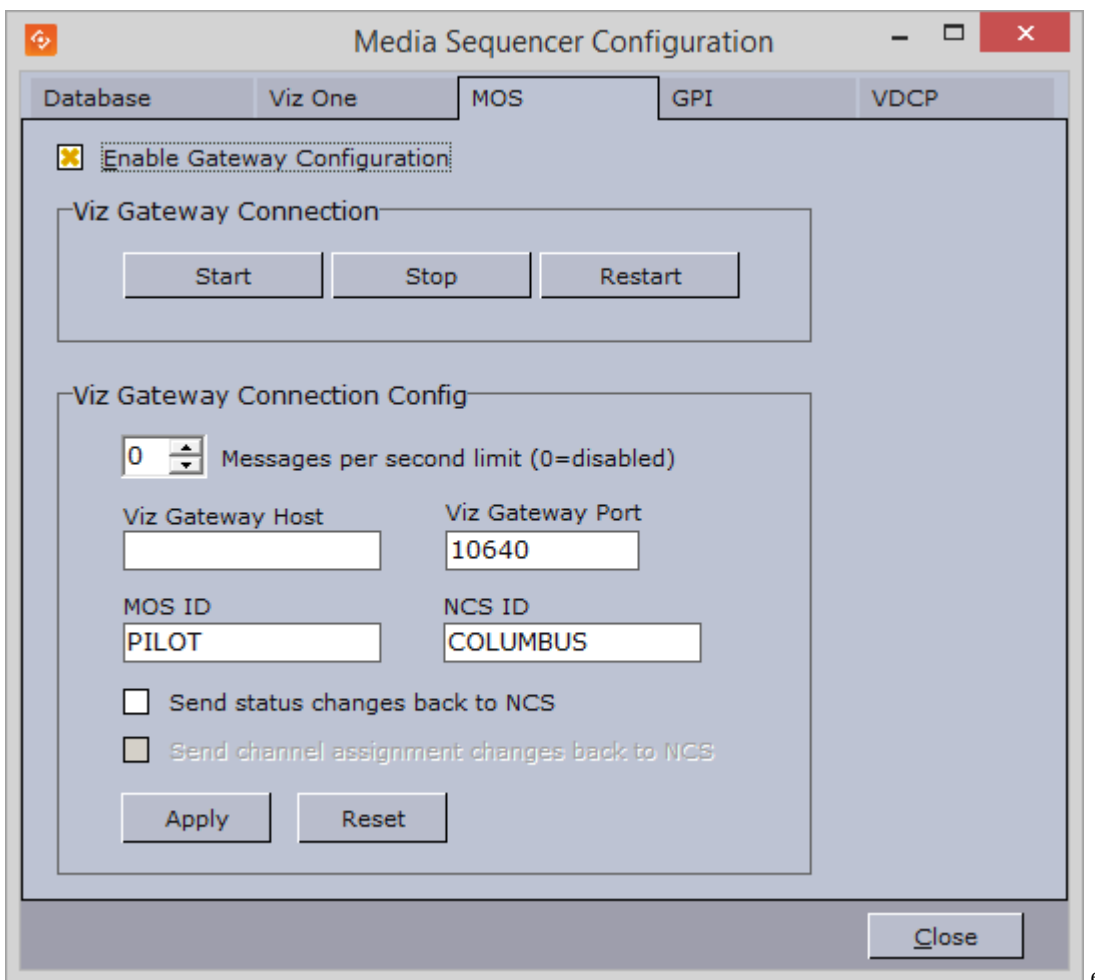 Media Sequencer Configuration
Database Viz One MOS GPI VDCP
Enable Gateway Configuration
Viz Gateway Connection
Start Stop Restart
Viz Gateway Connection Config
0 Messages per second limit (0=disabled)
Viz Gateway Host Viz Gateway Port
10640
MOS ID NCS ID
PILOT COLUMBUS
Send status changes back to NCS
Send channel assignment changes back to NCS
Apply Reset
Close